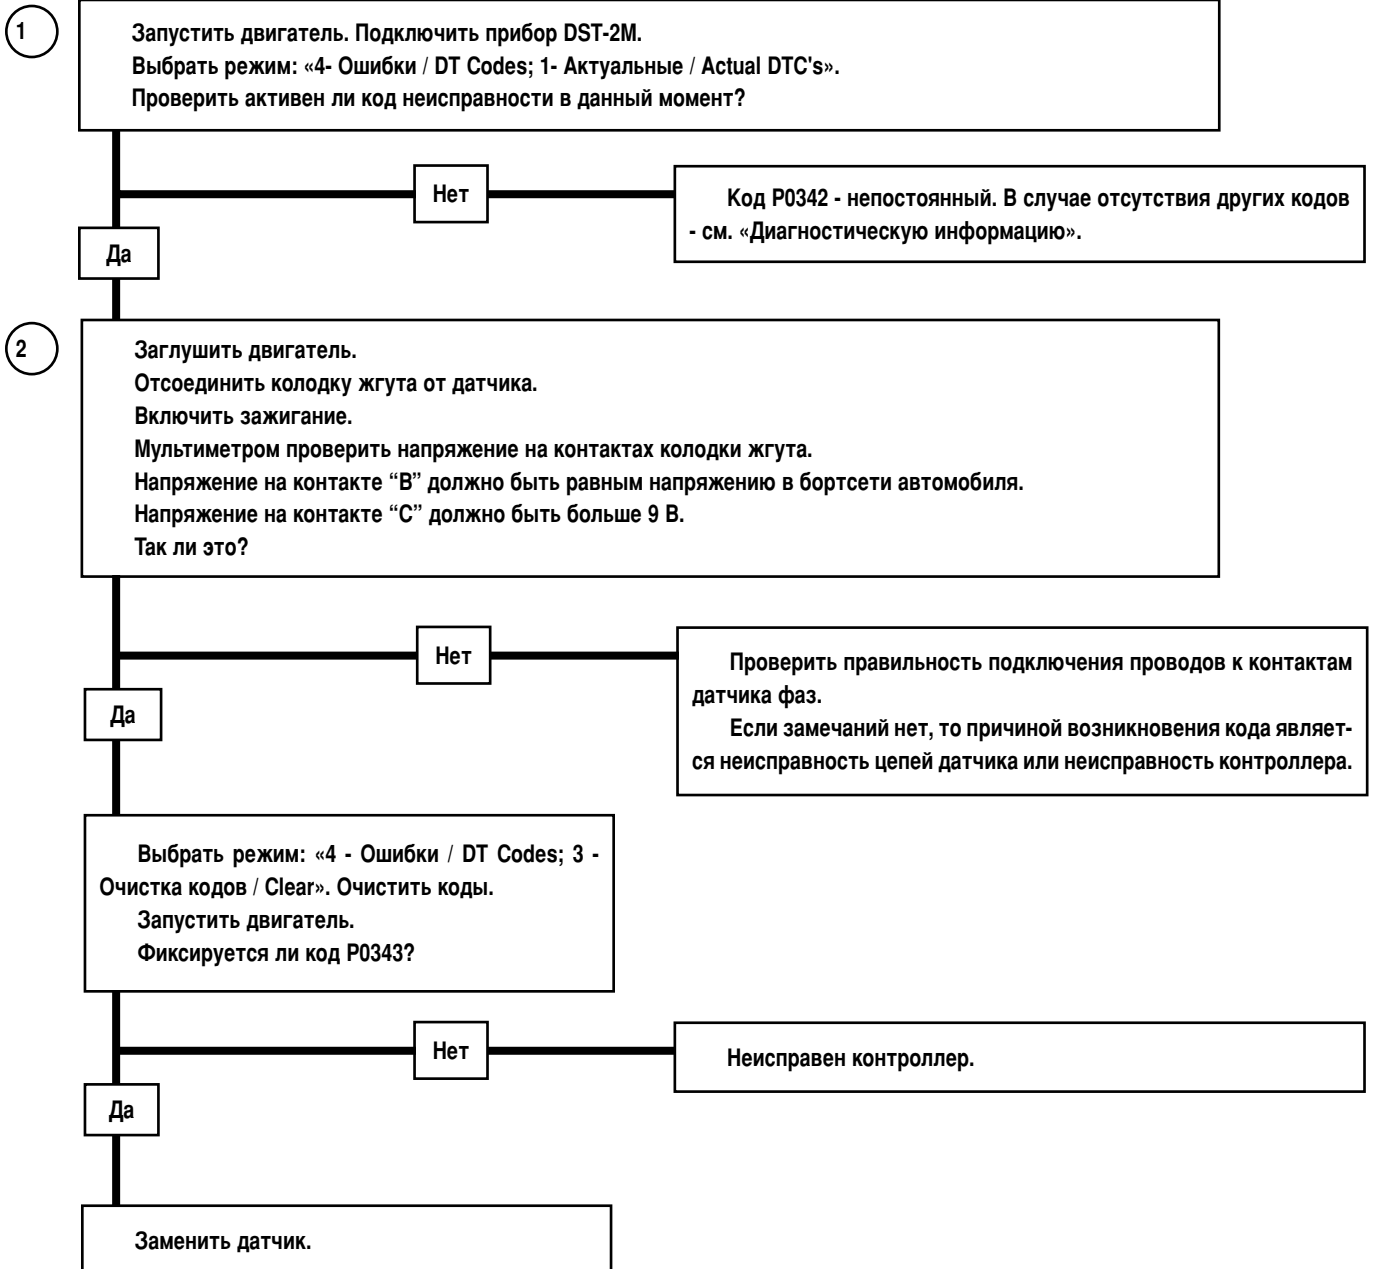 1
Запустить двигатель. Подключить прибор DST-2M.
Выбрать режим: «4- Ошибки / DT Codes; 1- Актуальные / Actual DTC's».
Проверить активен ли код неисправности в данный момент?
Нет
Код Р0342 - непостоянный. В случае отсутствия других кодов
- см. «Диагностическую информацию».
Да
2
Заглушить двигатель.
Отсоединить колодку жгута от датчика.
Включить зажигание.
Мультиметром проверить напряжение на контактах колодки жгута.
Напряжение на контакте “В” должно быть равным напряжению в бортсети автомобиля.
Напряжение на контакте “С” должно быть больше 9 В.
Так ли это?
Нет
Проверить правильность подключения проводов к контактам
датчика фаз.
Если замечаний нет, то причиной возникновения кода являет-
ся неисправность цепей датчика или неисправность контроллера.
Да
Выбрать режим: «4 - Ошибки / DT Codes; 3 -
Очистка кодов / Clear». Очистить коды.
Запустить двигатель.
Фиксируется ли код Р0343?
Нет
Неисправен контроллер.
Да
Заменить датчик.